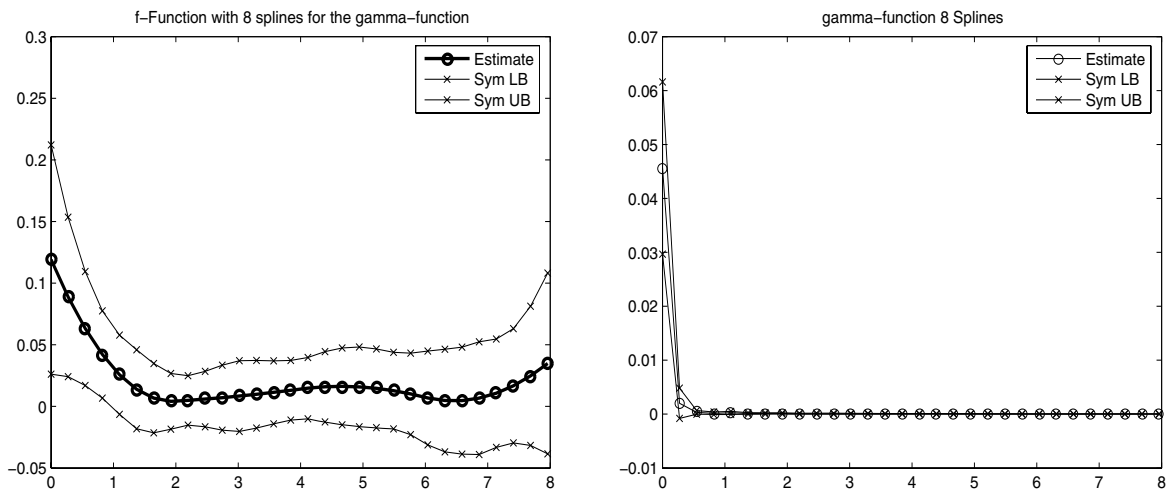 f−Function with 8 splines for the gamma−function
0.3
0.25
0.2
0.15
0.1
0.05
0
−0.05
0 1 2 3 4 5 6 7 8
Estimate
Sym LB
Sym UB
gamma−function 8 Splines
0.07
0.06
0.05
0.04
0.03
0.02
0.01
0
−0.01
0 1 2 3 4 5 6 7 8
Estimate
Sym LB
Sym UB